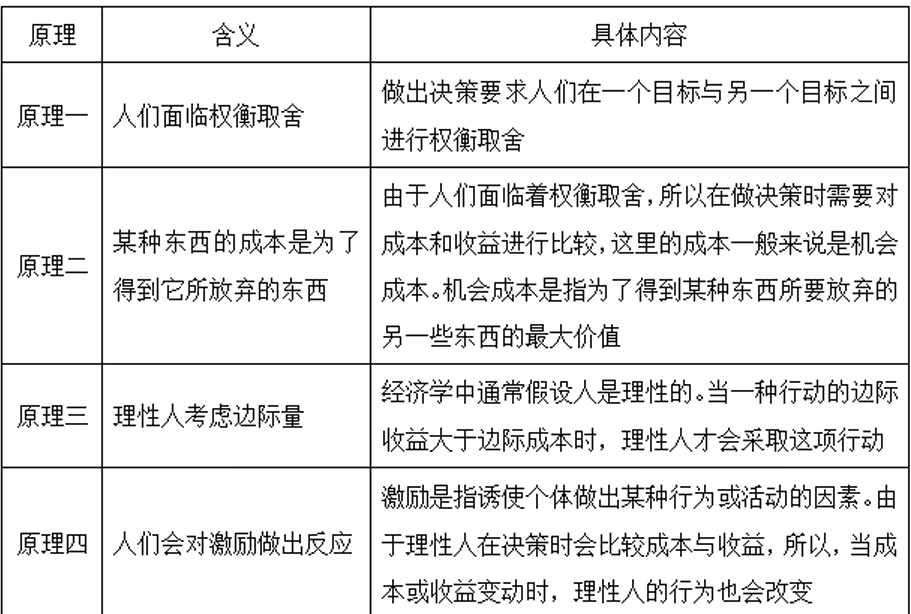 原理 含义 具体内容
原理一 人们面临权衡取舍
做出决策要求人们在一个目标与另一个目标之间
进行权衡取舍
原理二
某种东西的成本是为了
得到它所放弃的东西
由于人们面临着权衡取舍,所以在做决策时需要对
成本和收益进行比较,这里的成本一般来说是机会
成本。机会成本是指为了得到某种东西所要放弃的
另一些东西的最大价值
原理三 理性人考虑边际量
经济学中通常假设人是理性的。当一种行动的边际
收益大于边际成本时,理性人才会采取这项行动
原理四 人们会对激励做出反应
激励是指诱使个体做出某种行为或活动的因素。由
于理性人在决策时会比较成本与收益,所以,当成
本或收益变动时,理性人的行为也会改变